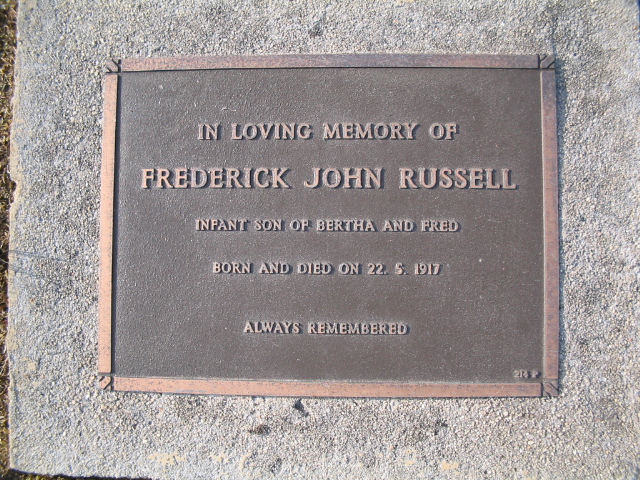 IN LOVING MEMORY OF
FREDERICK JOHN RUSSELL
INFANT SON OF BERTHA AND FRED
BORN AND DIED ON 22. 5. 1917
ALWAYS REMEMBERED
214 P